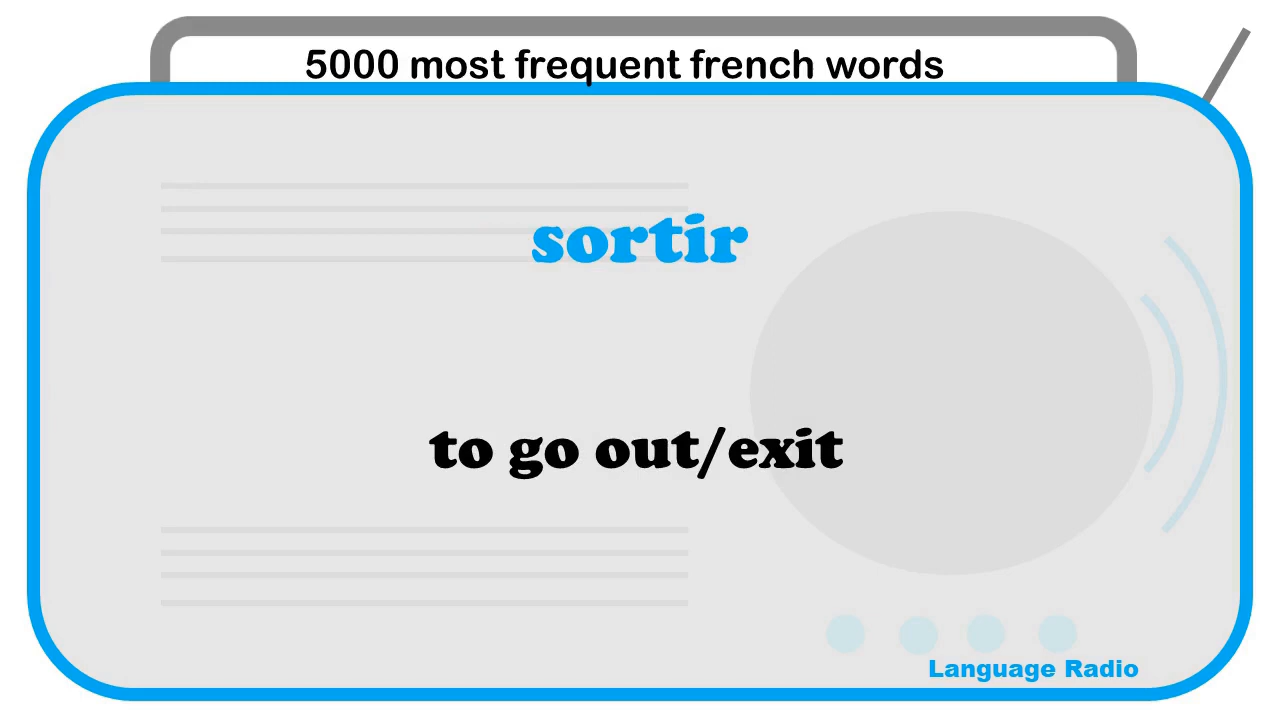 5000 most frequent french words
sortir
to go out/exit
Language Radio